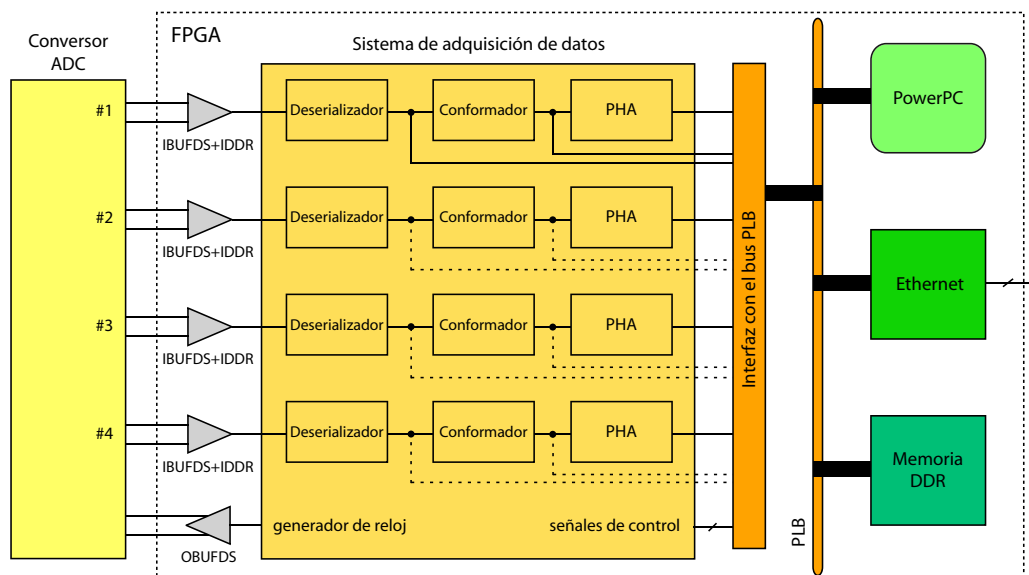 Conversor
ADC
FPGA
Sistema de adquisición de datos
#1
IBUFDS+IDDR
Deserializador
Conformador
PHA
#2
IBUFDS+IDDR
Deserializador
Conformador
PHA
#3
IBUFDS+IDDR
Deserializador
Conformador
PHA
#4
IBUFDS+IDDR
Deserializador
Conformador
PHA
OBUFDS
generador de reloj
señales de control
Interfaz con el bus PLB
PLB
PowerPC
Ethernet
Memoria
DDR